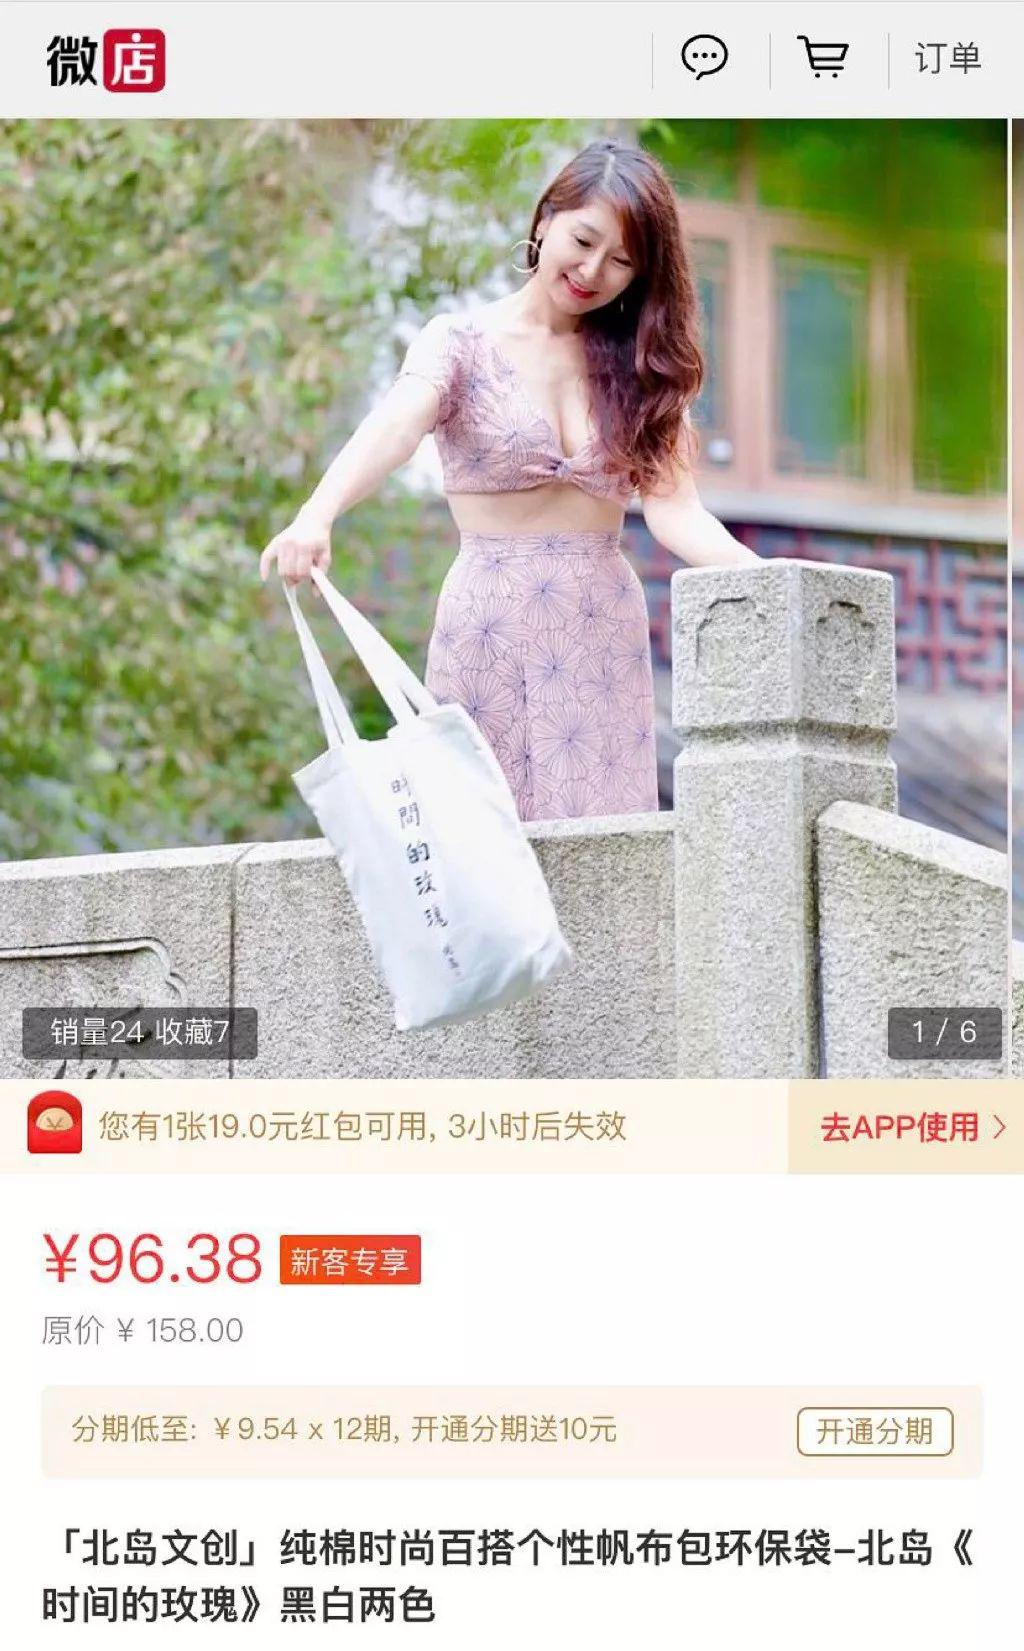 微店
订单
時
間
的
玫
瑰
销量24 收藏7
1 / 6
您有1张19.0元红包可用, 3小时后失效
去APP使用
¥96.38
新客专享
原价 ¥ 158.00
分期低至: ¥9.54 x 12期, 开通分期送10元
开通分期
「北岛文创」纯棉时尚百搭个性帆布包环保袋–北岛《
时间的玫瑰》黑白两色